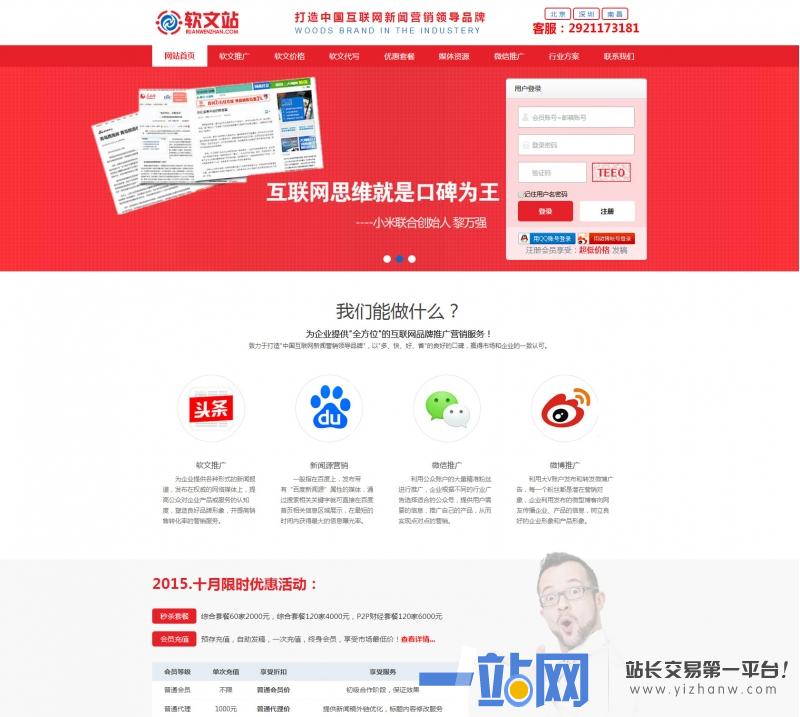 软文站
RUANWENZHAN.COM
打造中国互联网新闻营销领导品牌
WOODS BRAND IN THE INDUSTERY
北京 深圳 南昌
客服：2921173181
网站首页 软文推广 软文价格 软文代写 优惠套餐 媒体资源 微信推广 行业方案 联系我们
互联网思维就是口碑为王
----小米联合创始人 黎万强
用户登录
会员账号-邮箱账号
登录密码
验证码 TEEO
记住用户名密码
登录 注册
用QQ账号登录 用微博帐号登录
注册会员享受：超低价格 发稿
我们能做什么？
为企业提供“全方位”的互联网品牌推广营销服务！
致力于打造“中国互联网新闻营销领导品牌”，以“多、快、好、省”的良好的口碑，赢得市场和企业的一致认可。
头条
du
软文推广
为企业提供各种形式的新闻报
道，发布在权威的网络媒体上，提
高公众对企业产品或服务的认知
度，塑造良好品牌形象，并提高销
售转化率的营销服务。
新闻源营销
一般指在百度上，发布带
有“百度新闻源”属性的媒体，通
过搜索相关关键字就可直接在百度
首页相关信息区域展示，在最短的
时间内获得最大的信息曝光率。
微信推广
利用公众账户的大量精准粉丝
进行推广，企业根据不同的行业广
告选择适合的公众号，提供用户需
要的信息，推广自己的产品，从而
实现点对点的营销。
微博推广
利用大V账户发布和转发微博广
告，每一个粉丝都是潜在营销对
象，企业利用发布的微型博客向网
友传播企业、产品的信息，树立良
好的企业形象和产品形象。
2015.十月限时优惠活动：
秒杀套餐 综合套餐60家2000元，综合套餐120家4000元，P2P财经套餐120家6000元
会员充值 预存充值，自助发稿，一次充值，终身会员，享受市场最低价！查看详情...
会员等级 单次充值 享受折扣 享受服务
普通会员 不限 普通会员价 初级合作阶段，保证效果
普通代理 1000元 普通代理价 提供新闻稿外链优化，标题内容修改服务
一站网
站长交易第一平台！
www.yizhanw.com